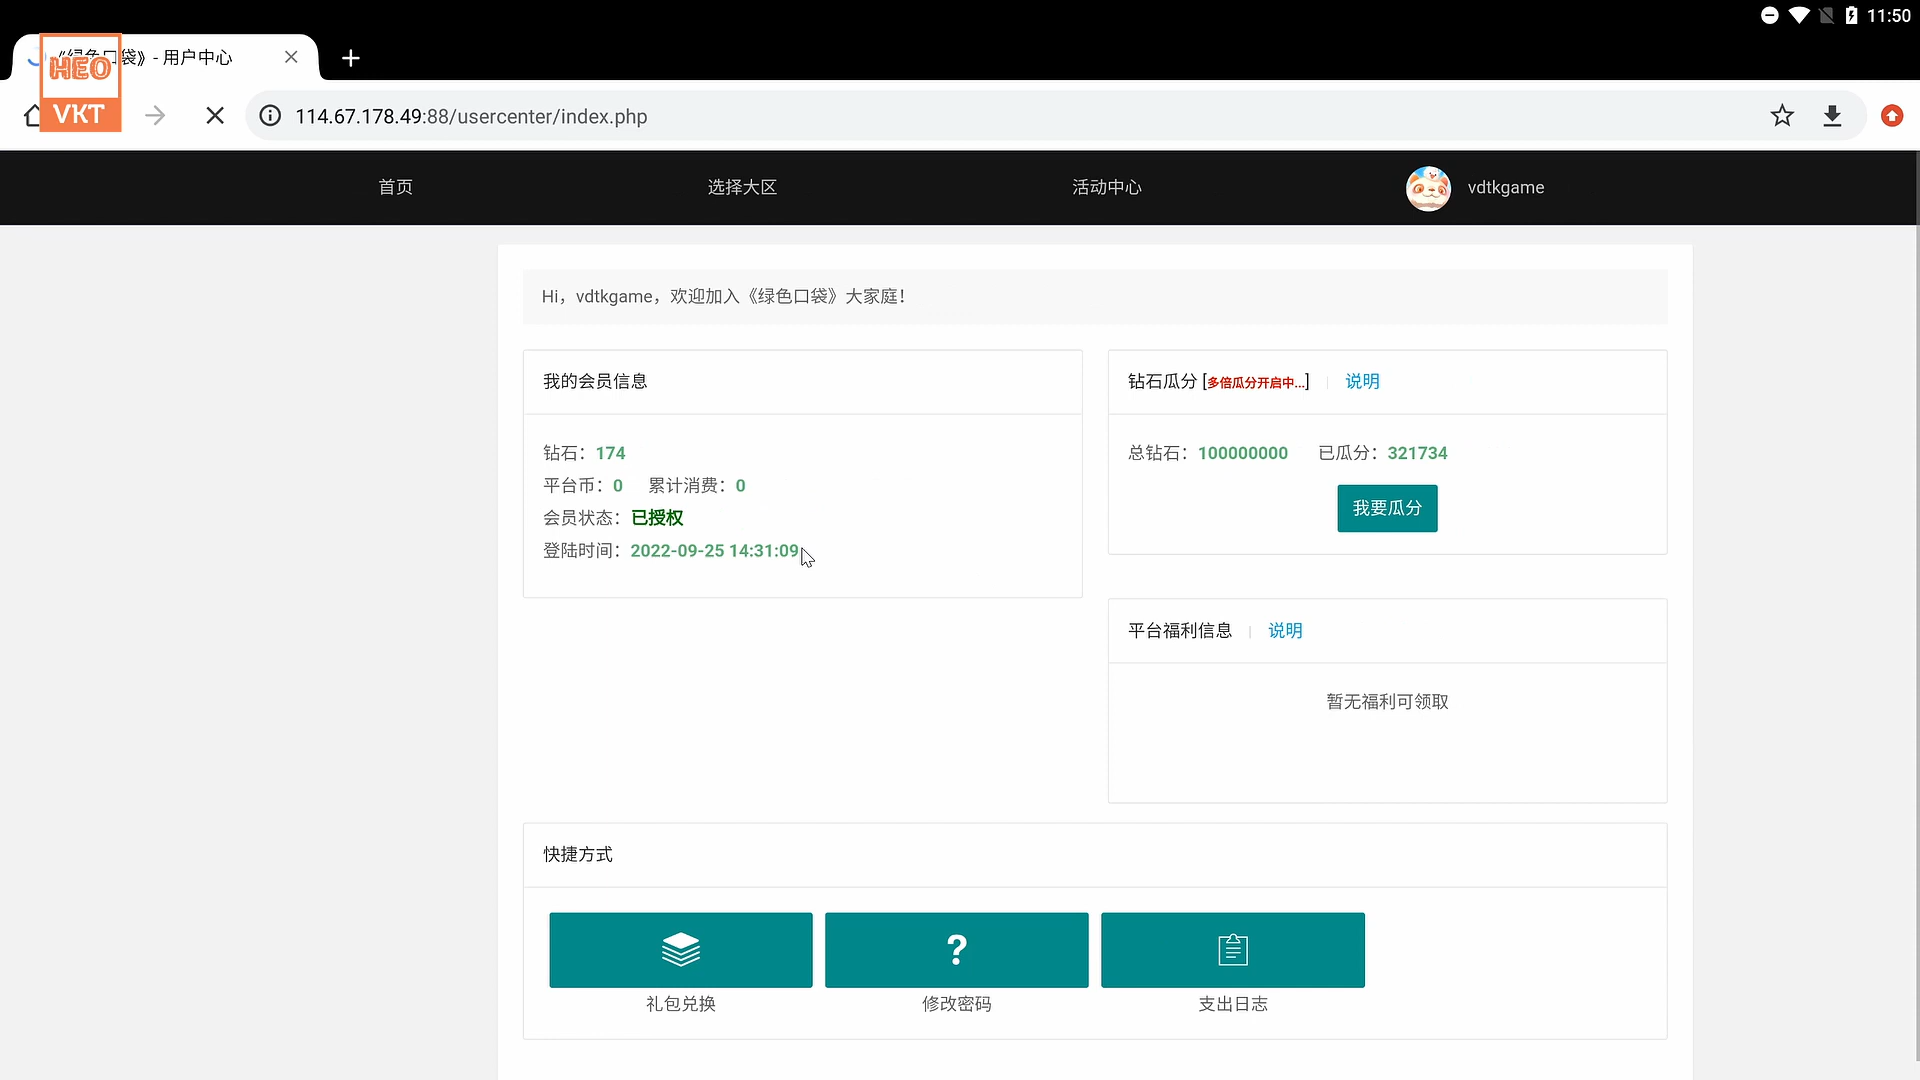 11:50
《绿色口袋》 - 用户中心
HEO
VKT
114.67.178.49:88/usercenter/index.php
首页
选择大区
活动中心
vdtkgame
Hi，vdtkgame，欢迎加入《绿色口袋》大家庭！
我的会员信息
钻石：174
平台币：0 累计消费：0
会员状态：已授权
登陆时间：2022-09-25 14:31:09
钻石瓜分 [多倍瓜分开启中...] 说明
总钻石：100000000 已瓜分：321734
我要瓜分
平台福利信息 说明
暂无福利可领取
快捷方式
礼包兑换
修改密码
支出日志